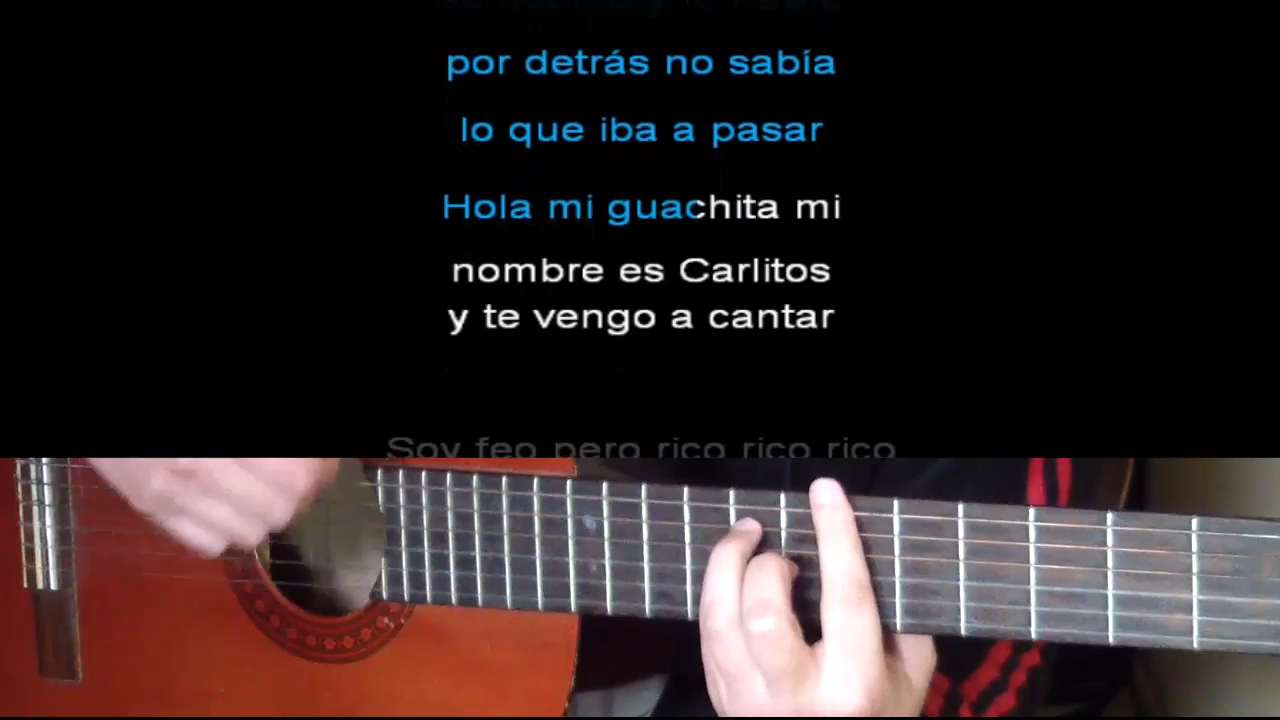 por detrás no sabía
lo que iba a pasar
Hola mi guachita mi
nombre es Carlitos
y te vengo a cantar
Soy feo pero rico rico rico